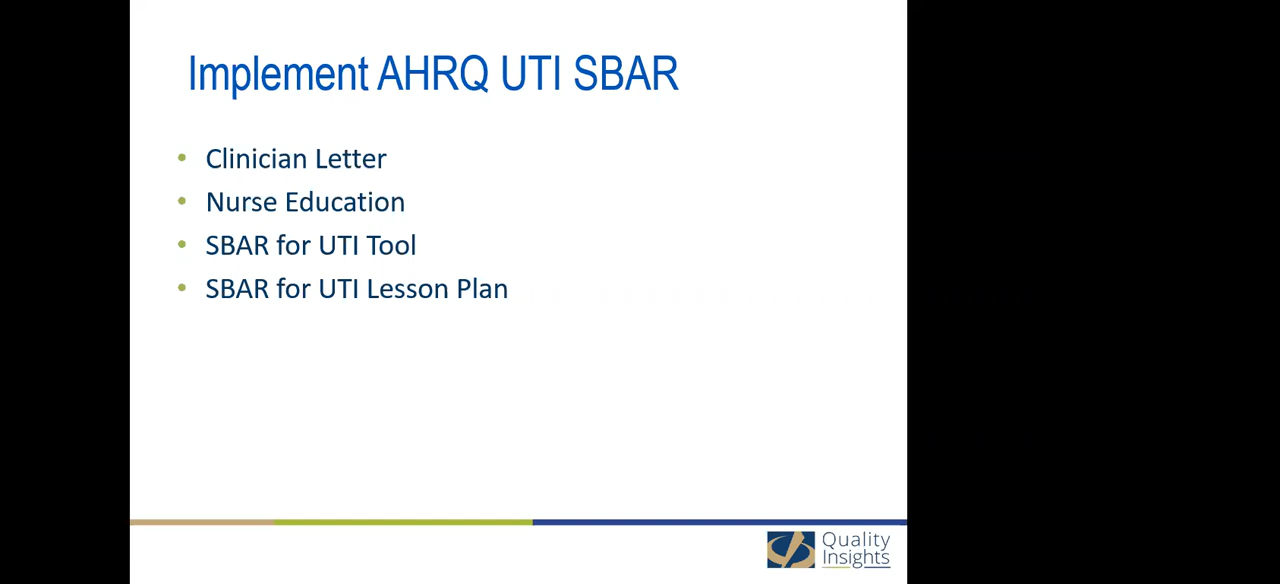 Implement AHRQ UTI SBAR
• Clinician Letter
• Nurse Education
• SBAR for UTI Tool
• SBAR for UTI Lesson Plan
Quality
Insights